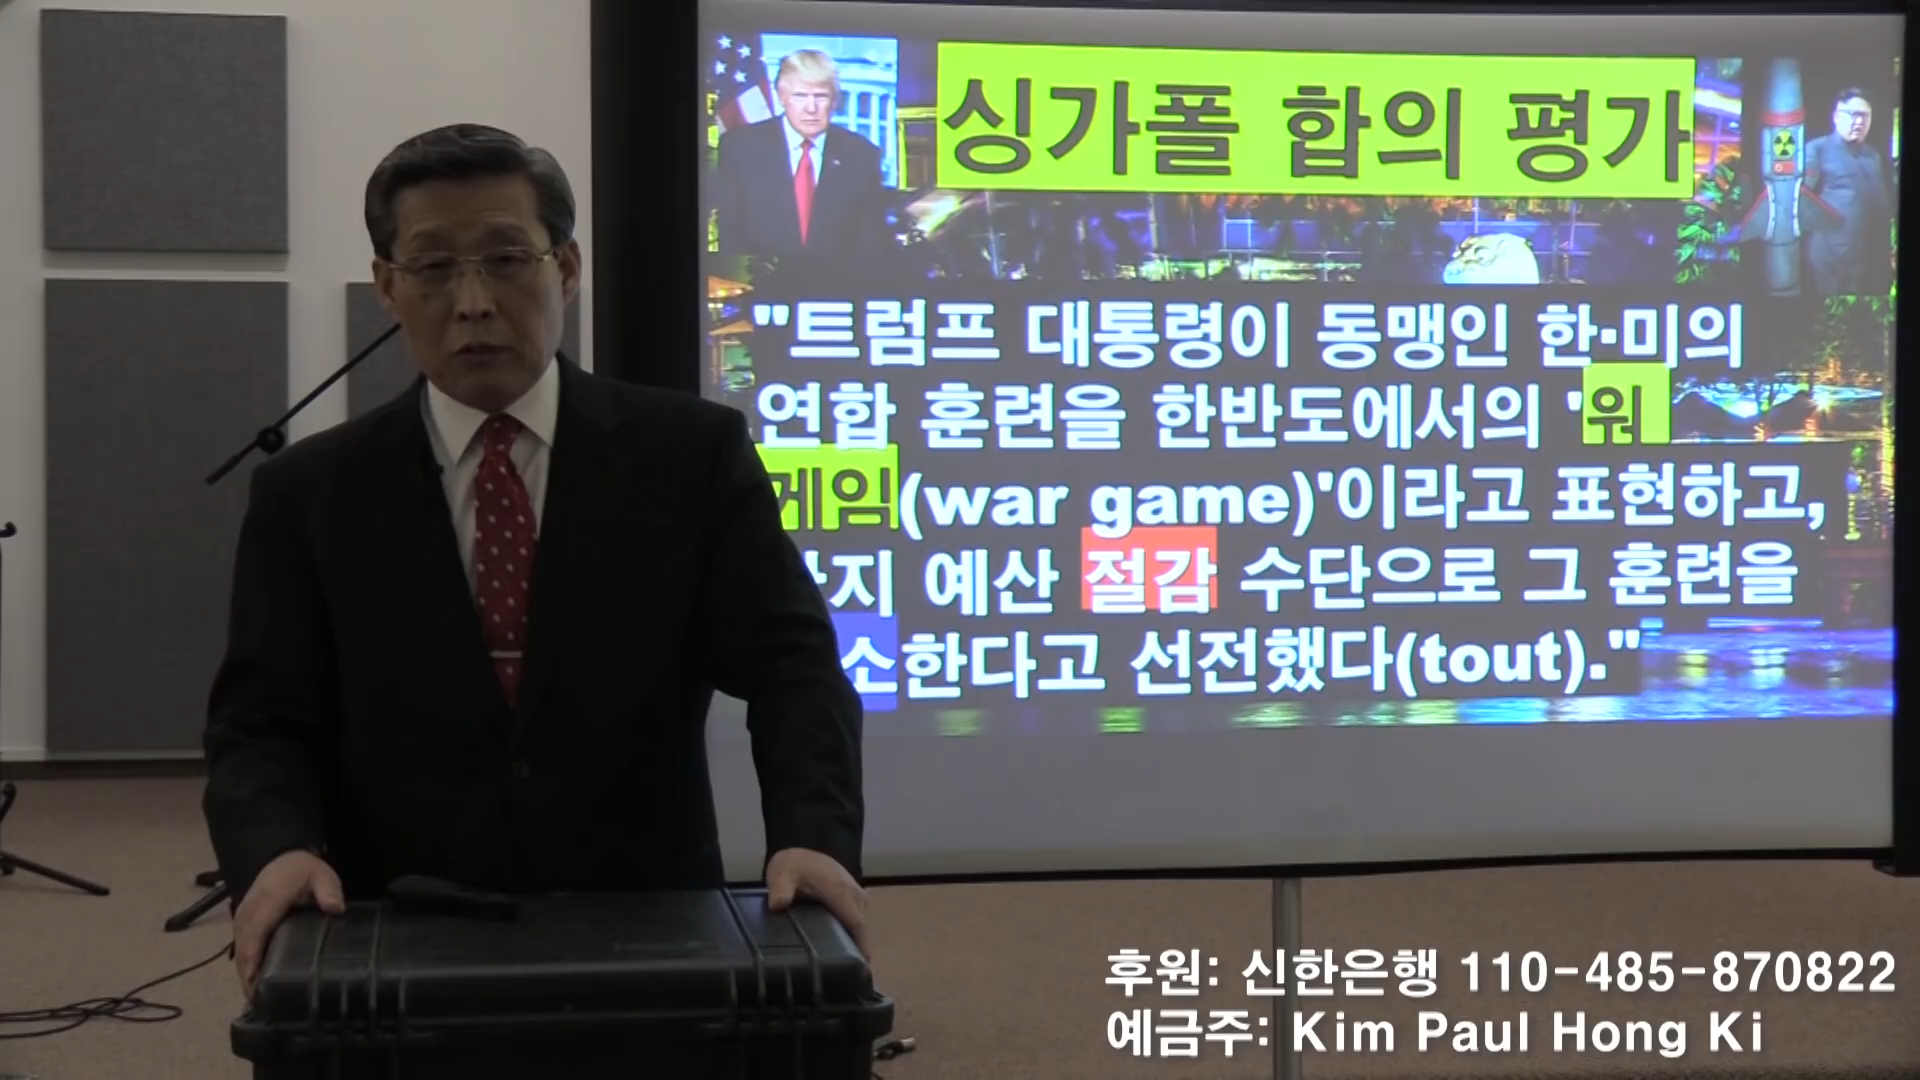 싱가폴 합의 평가
"트럼프 대통령이 동맹인 한·미의
연합 훈련을 한반도에서의 '워
게임(war game)'이라고 표현하고,
지 예산 절감 수단으로 그 훈련을
소한다고 선전했다(tout)."
후원: 신한은행 110-485-870822
예금주: Kim Paul Hong Ki